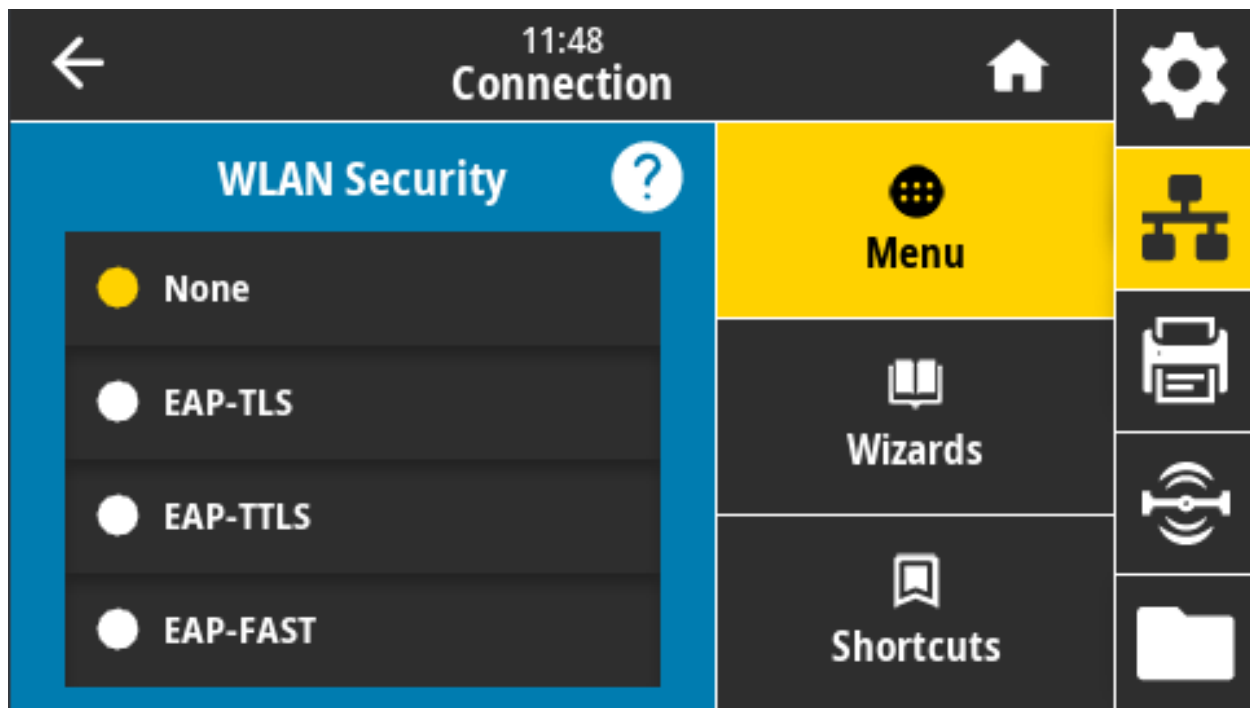 11:48
Connection
WLAN Security
?
None
EAP-TLS
EAP-TTLS
EAP-FAST
Menu
Wizards
Shortcuts